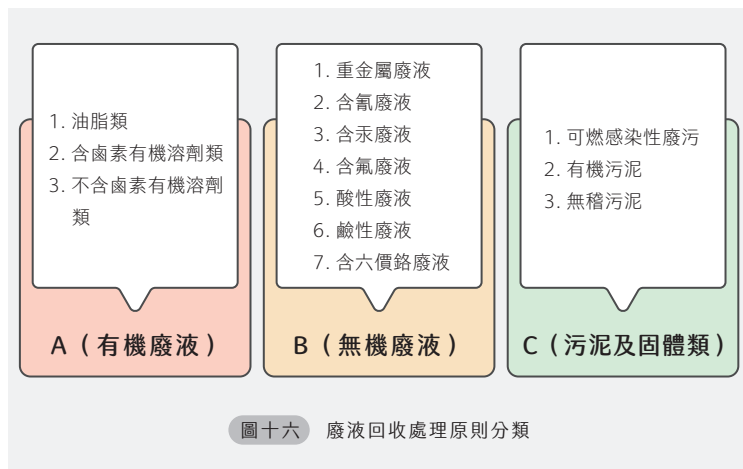 1. 油脂類
2. 含鹵素有機溶劑類
3. 不含鹵素有機溶劑
類
A（有機廢液）
1. 重金屬廢液
2. 含氰廢液
3. 含汞廢液
4. 含氟廢液
5. 酸性廢液
6. 鹼性廢液
7. 含六價鉻廢液
B（無機廢液）
1. 可燃感染性廢污
2. 有機污泥
3. 無稽污泥
C（污泥及固體類）
圖十六 廢液回收處理原則分類